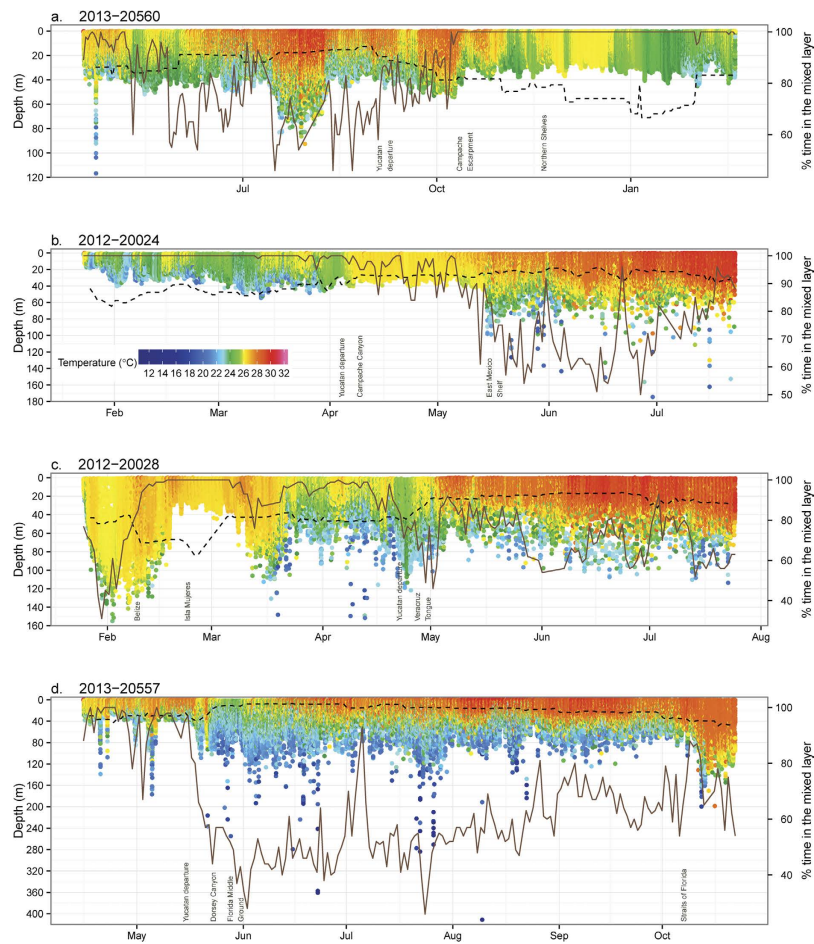 a. 2013−20560
0
20
40
60
80
100
120
Depth (m)
100
80
60
% time in the mixed layer
Yucatan
departure
Campache
Escarpment
Northern Shelves
Jul
Oct
Jan
b. 2012−20024
0
20
40
60
80
100
120
140
160
180
Depth (m)
100
90
80
70
60
50
% time in the mixed layer
Temperature (°C)
12 14 16 18 20 22 24 26 28 30 32
Yucatan departure
Campache Canyon
East Mexico
Shelf
Feb
Mar
Apr
May
Jun
Jul
c. 2012−20028
0
20
40
60
80
100
120
140
160
Depth (m)
100
80
60
40
% time in the mixed layer
Belize
Isla Mujeres
Yucatan departure
Veracruz
Tongue
Feb
Mar
Apr
May
Jun
Jul
Aug
d. 2013−20557
0
40
80
120
160
200
240
280
320
360
400
Depth (m)
100
80
60
40
% time in the mixed layer
Yucatan departure
Dorsey Canyon
Florida Middle
Ground
Straits of Florida
May
Jun
Jul
Aug
Sep
Oct